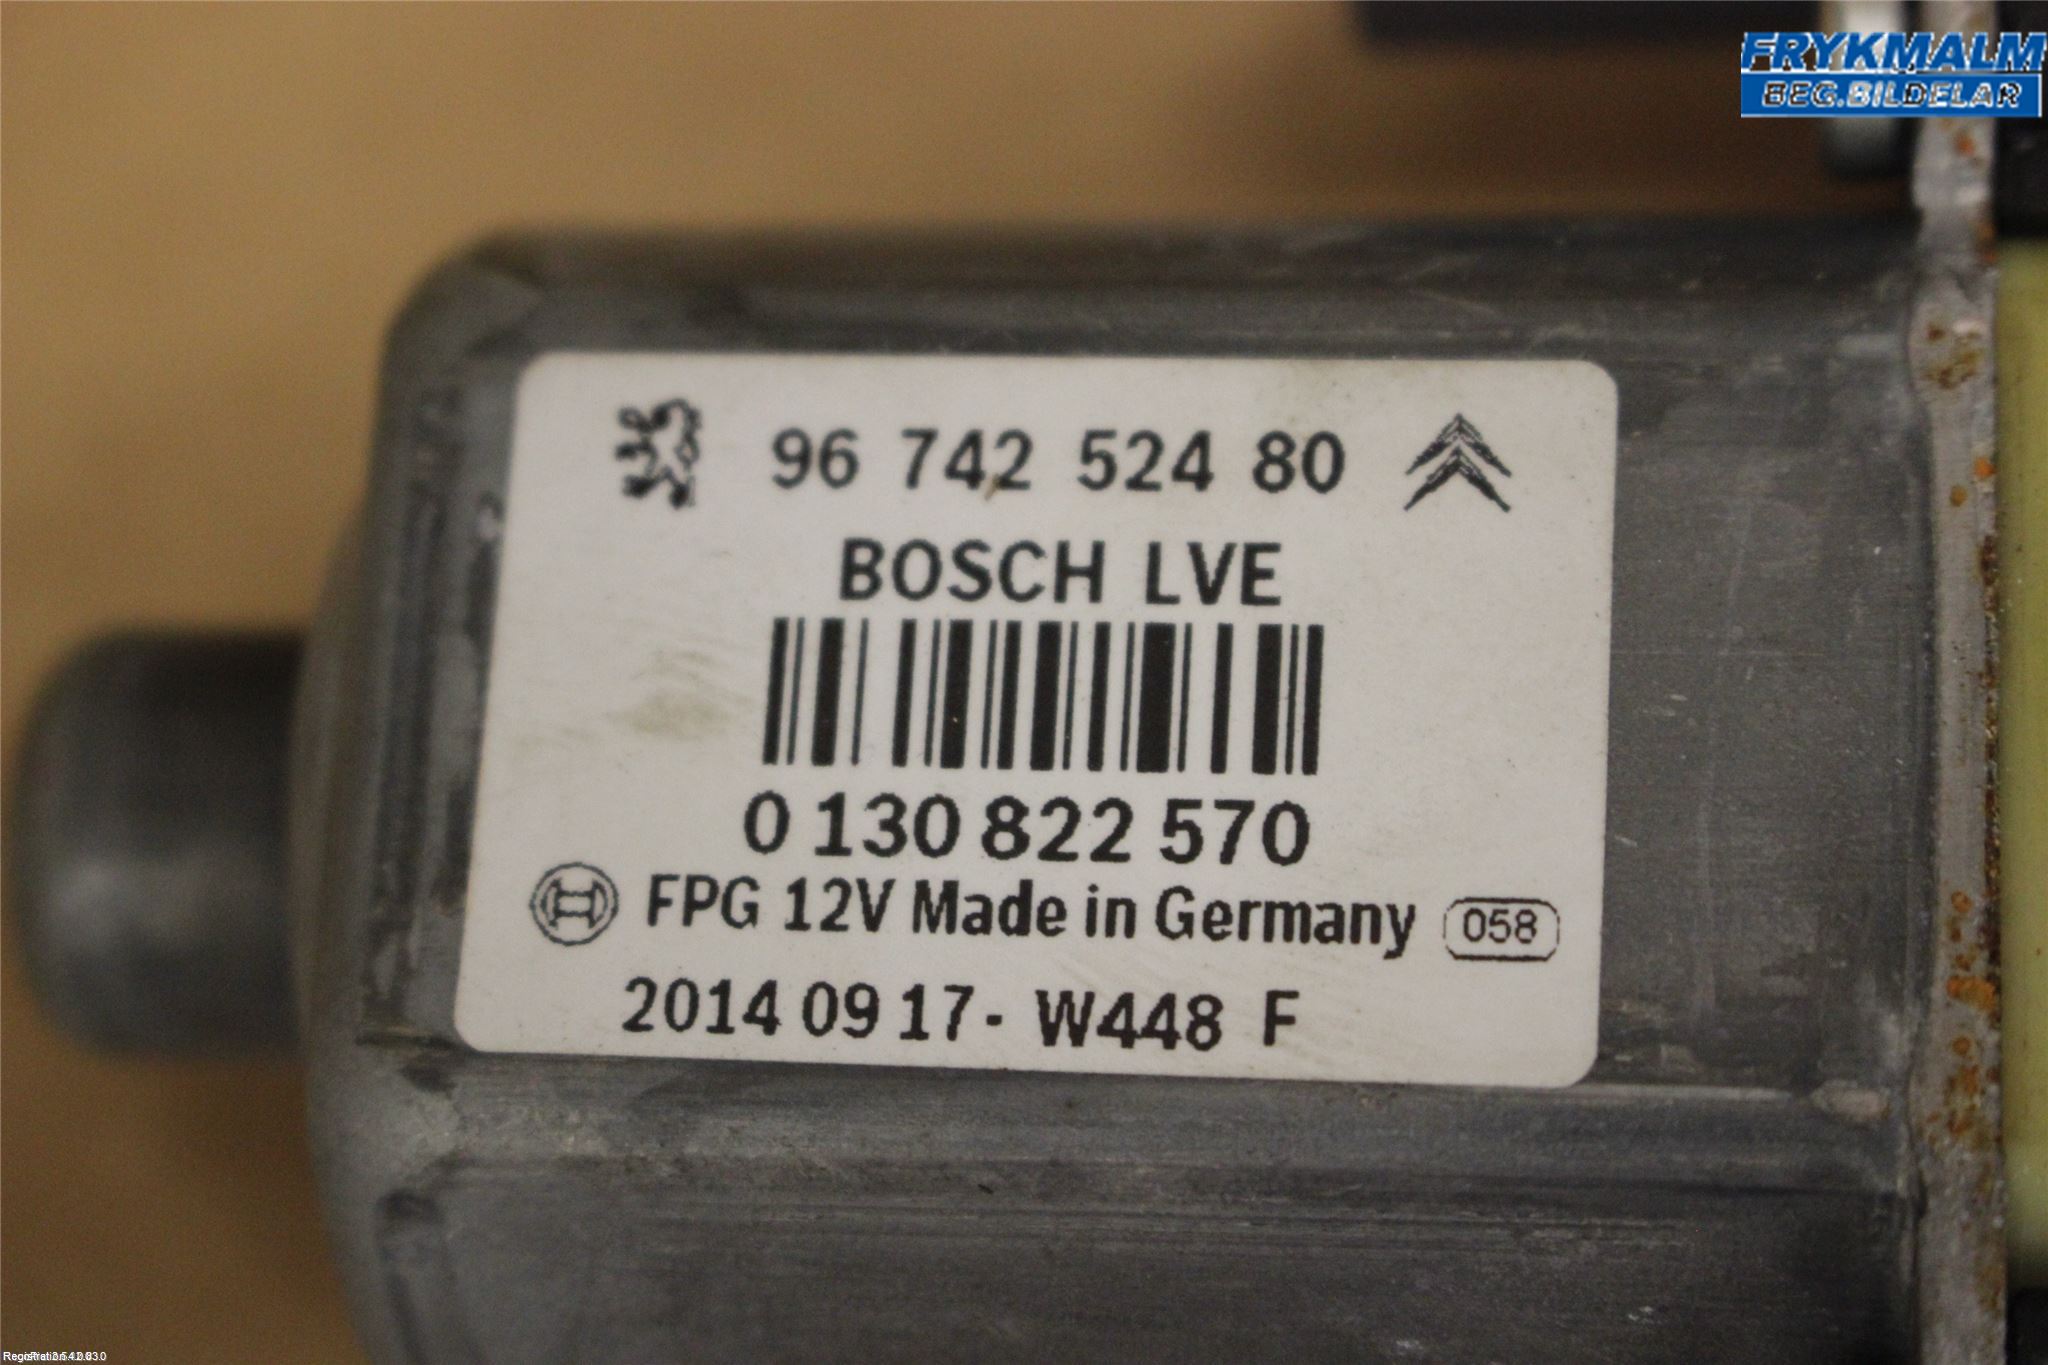 FRYKMALM
BEG.BILDELAR
96 742 524 80
BOSCH LVE
0 130 822 570
FPG 12V Made in Germany 058
2014 09 17 - W448 F